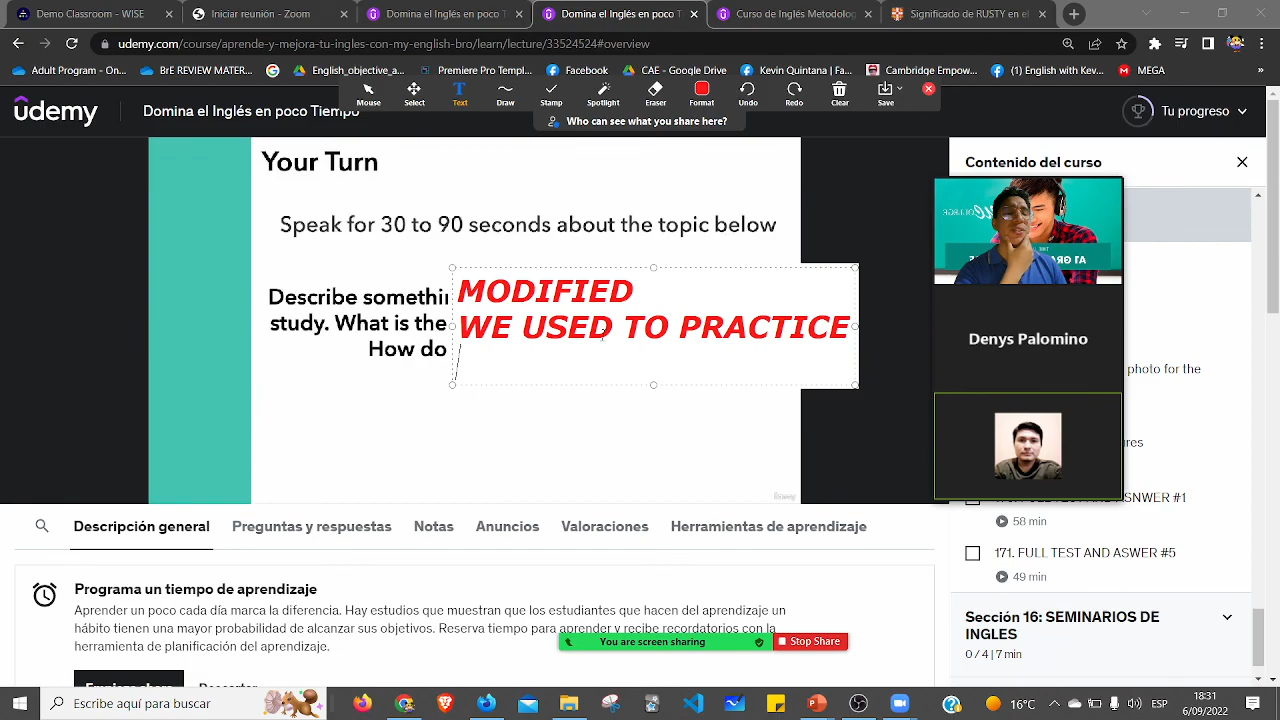 Demo Class - WISE
Simple form - Zoom
Domina el Inglés en poco T
Domina el Inglés en poco T
Curso de Metodolog
Significado de RUSTY en el
udemy.com/course/aprende-y-mejora-tu-ingles-con-my-english-bro/learn/lecture/33524524#overview
Adult Program - On...
BrE REVIEW MATER...
English_objective_a...
Premiere Pro Templ...
Facebook
CAE - Google Drive
Kevin Quintana | Fa...
Cambridge Empower
(1) English with Kev...
MEGA
Mouse
Select
Text
Draw
Stamp
Spotlight
Eraser
Format
Undo
Redo
Clear
Save
ûdemy
Domina el Inglés en poco Tiempo
Who can see what you share here?
Tu progreso
Your Turn
Speak for 30 to 90 seconds about the topic below
Describe somethi
study. What is the
How do
MODIFIED
WE USED TO PRACTICE
Contenido del curso
Denys Palomino
photo for the
ures
ANSWER #1
58 min
171. FULL TEST AND ASWER #5
49 min
Sección 16: SEMINARIOS DE
INGLES
0 / 4 | 7 min
Descripción general
Preguntas y respuestas
Notas
Anuncios
Valoraciones
Herramientas de aprendizaje
Programa un tiempo de aprendizaje
Aprender un poco cada día marca la diferencia. Hay estudios que muestran que los estudiantes que hacen del aprendizaje un
hábito tienen una mayor probabilidad de alcanzar sus objetivos. Reserva tiempo para aprender y recibe recordatorios con la
herramienta de planificación del aprendizaje.
You are screen sharing
Stop Share
Escribe aquí para buscar
16°C
ESP
18:31
6/09/2022